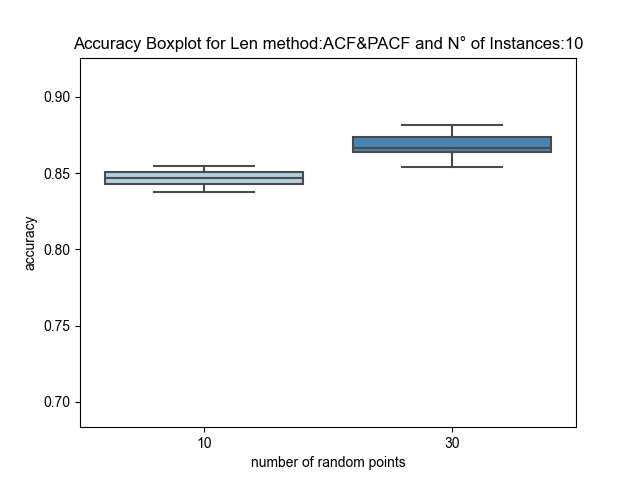 Accuracy Boxplot for Len method:ACF&PACF and N° of Instances:10
0.90
0.85
0.80
0.75
0.70
accuracy
10 30
number of random points